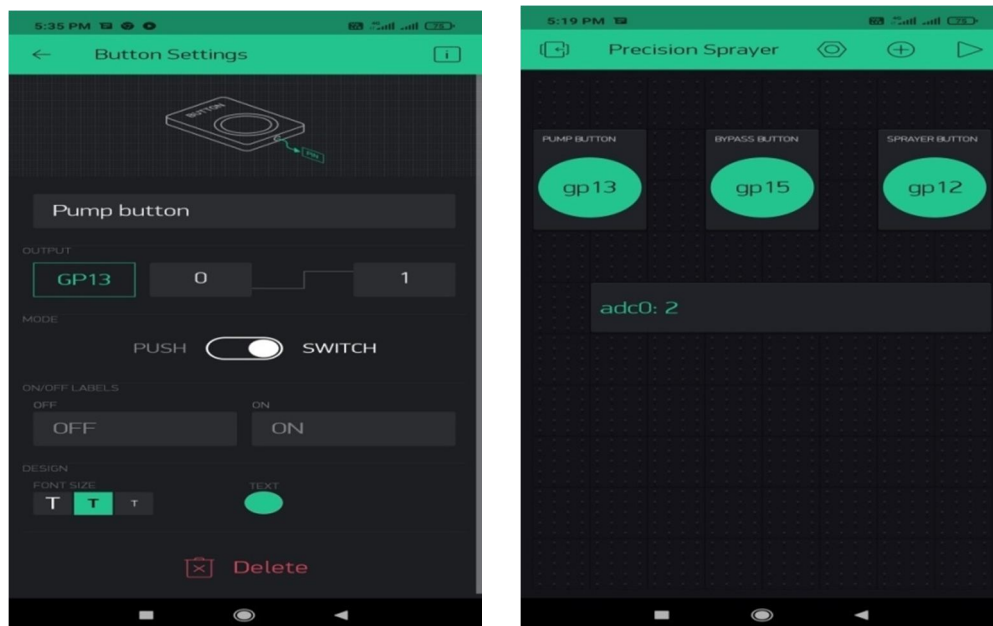 5:35 PM
Button Settings
BUTTON
PIN
Pump button
OUTPUT
GP13 0 1
MODE
PUSH SWITCH
ON/OFF LABELS
OFF ON
OFF ON
DESIGN
FONT SIZE TEXT
T T T
Delete
5:19 PM
Precision Sprayer
PUMP BUTTON BYPASS BUTTON SPRAYER BUTTON
gp13 gp15 gp12
adc0: 2